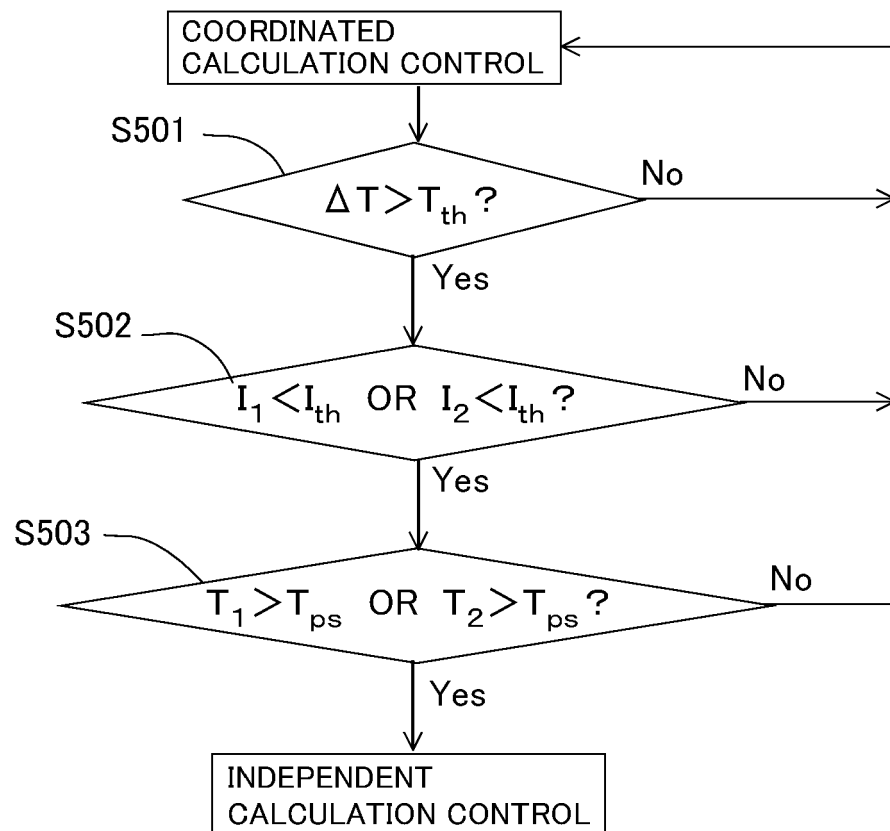 COORDINATED
CALCULATION CONTROL
S501
ΔT>T_th?
No
Yes
S502
I_1<I_th OR I_2<I_th?
No
Yes
S503
T_1>T_ps OR T_2>T_ps?
No
Yes
INDEPENDENT
CALCULATION CONTROL